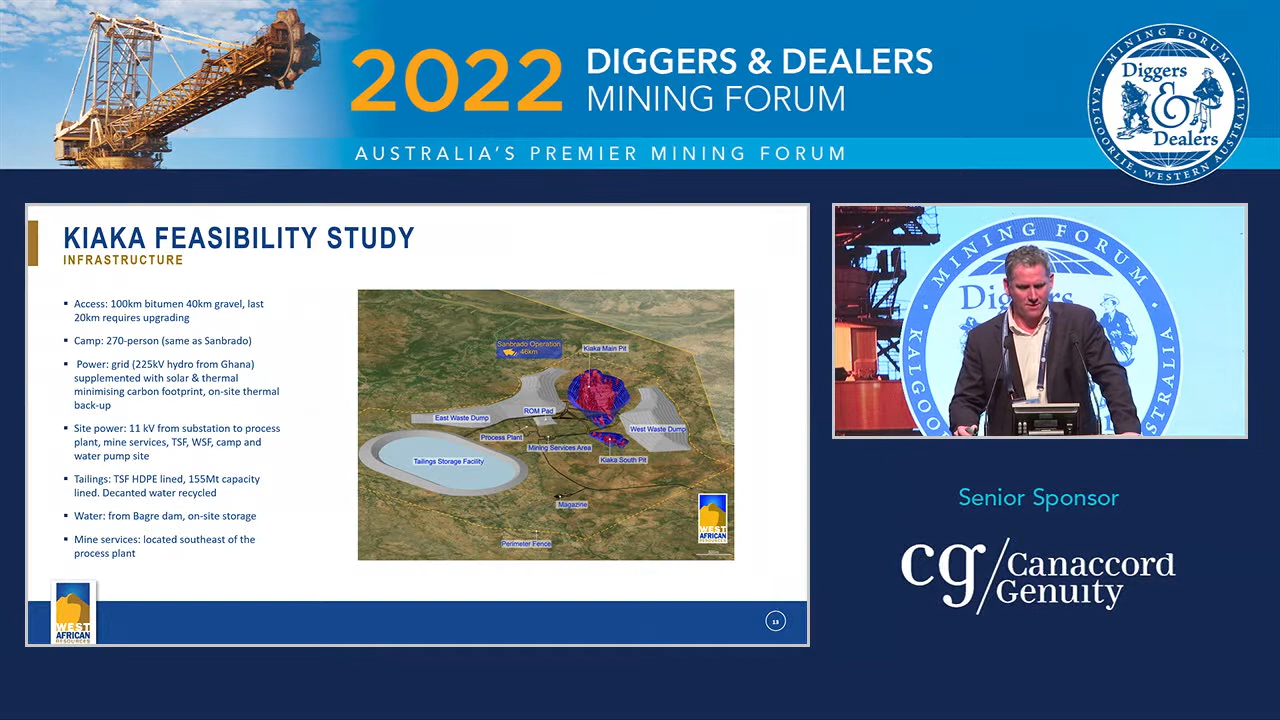 2022
DIGGERS & DEALERS
MINING FORUM
AUSTRALIA'S PREMIER MINING FORUM
MINING FORUM
Diggers
&
Dealers
KALGOORLIE, WESTERN AUSTRALIA
KIAKA FEASIBILITY STUDY
INFRASTRUCTURE
▪ Access: 100km bitumen 40km gravel, last
20km requires upgrading
▪ Camp: 270-person (same as Sanbrado)
▪ Power: grid (225kV hydro from Ghana)
supplemented with solar & thermal
minimising carbon footprint, on-site thermal
back-up
▪ Site power: 11 kV from substation to process
plant, mine services, TSF, WSF, camp and
water pump site
▪ Tailings: TSF HDPE lined, 155Mt capacity
lined. Decanted water recycled
▪ Water: from Bagre dam, on-site storage
▪ Mine services: located southeast of the
process plant
Sanbrado Operation
46km
Kiaka Main Pit
ROM Pad
East Waste Dump
West Waste Dump
Process Plant
Mining Services Area
Kiaka South Pit
Tailings Storage Facility
Magazine
Perimeter Fence
WEST
AFRICAN
RESOURCES
WEST
AFRICAN
RESOURCES
13
MINING FORUM
Senior Sponsor
cg/Canaccord
Genuity